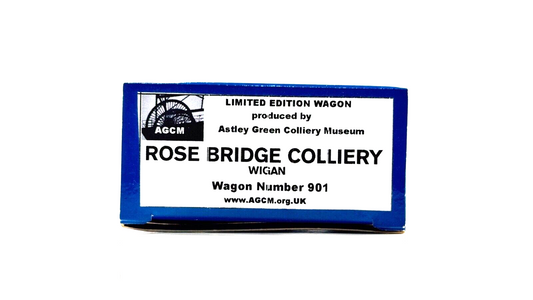 LIMITED EDITION WAGON
produced by
Astley Green Colliery Museum
AGCM
ROSE BRIDGE COLLIERY
WIGAN
Wagon Number 901
www.AGCM.org.UK